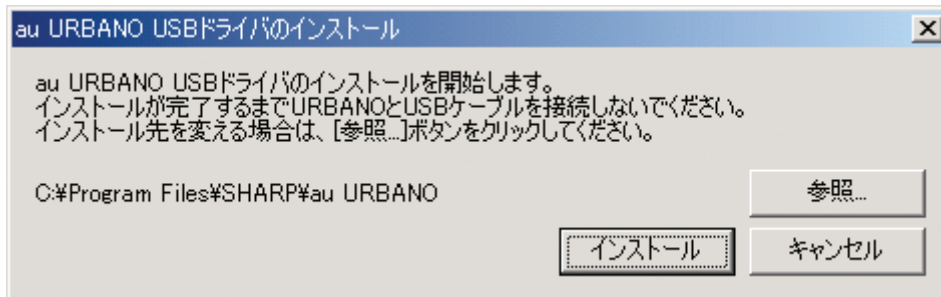 au URBANO USBドライバのインストール
au URBANO USBドライバのインストールを開始します。
インストールが完了するまでURBANOとUSBケーブルを接続しないでください。
インストール先を変える場合は、[参照...]ボタンをクリックしてください。
C:¥Program Files¥SHARP¥au URBANO
参照...
インストール
キャンセル